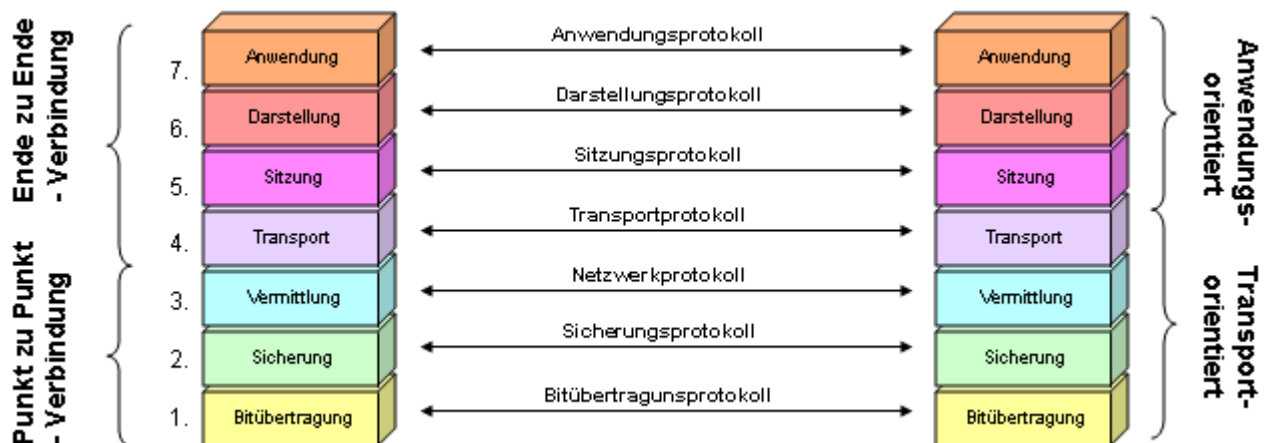 Ende zu Ende
- Verbindung
Punkt zu Punkt
- Verbindung
7.
Anwendung
Anwendungsprotokoll
Anwendung
6.
Darstellung
Darstellungsprotokoll
Darstellung
5.
Sitzung
Sitzungsprotokoll
Sitzung
4.
Transport
Transportprotokoll
Transport
3.
Vermittlung
Netzwerkprotokoll
Vermittlung
2.
Sicherung
Sicherungsprotokoll
Sicherung
1.
Bitübertragung
Bitübertragunsprotokoll
Bitübertragung
Anwendungs-
orientiert
Transport-
orientiert